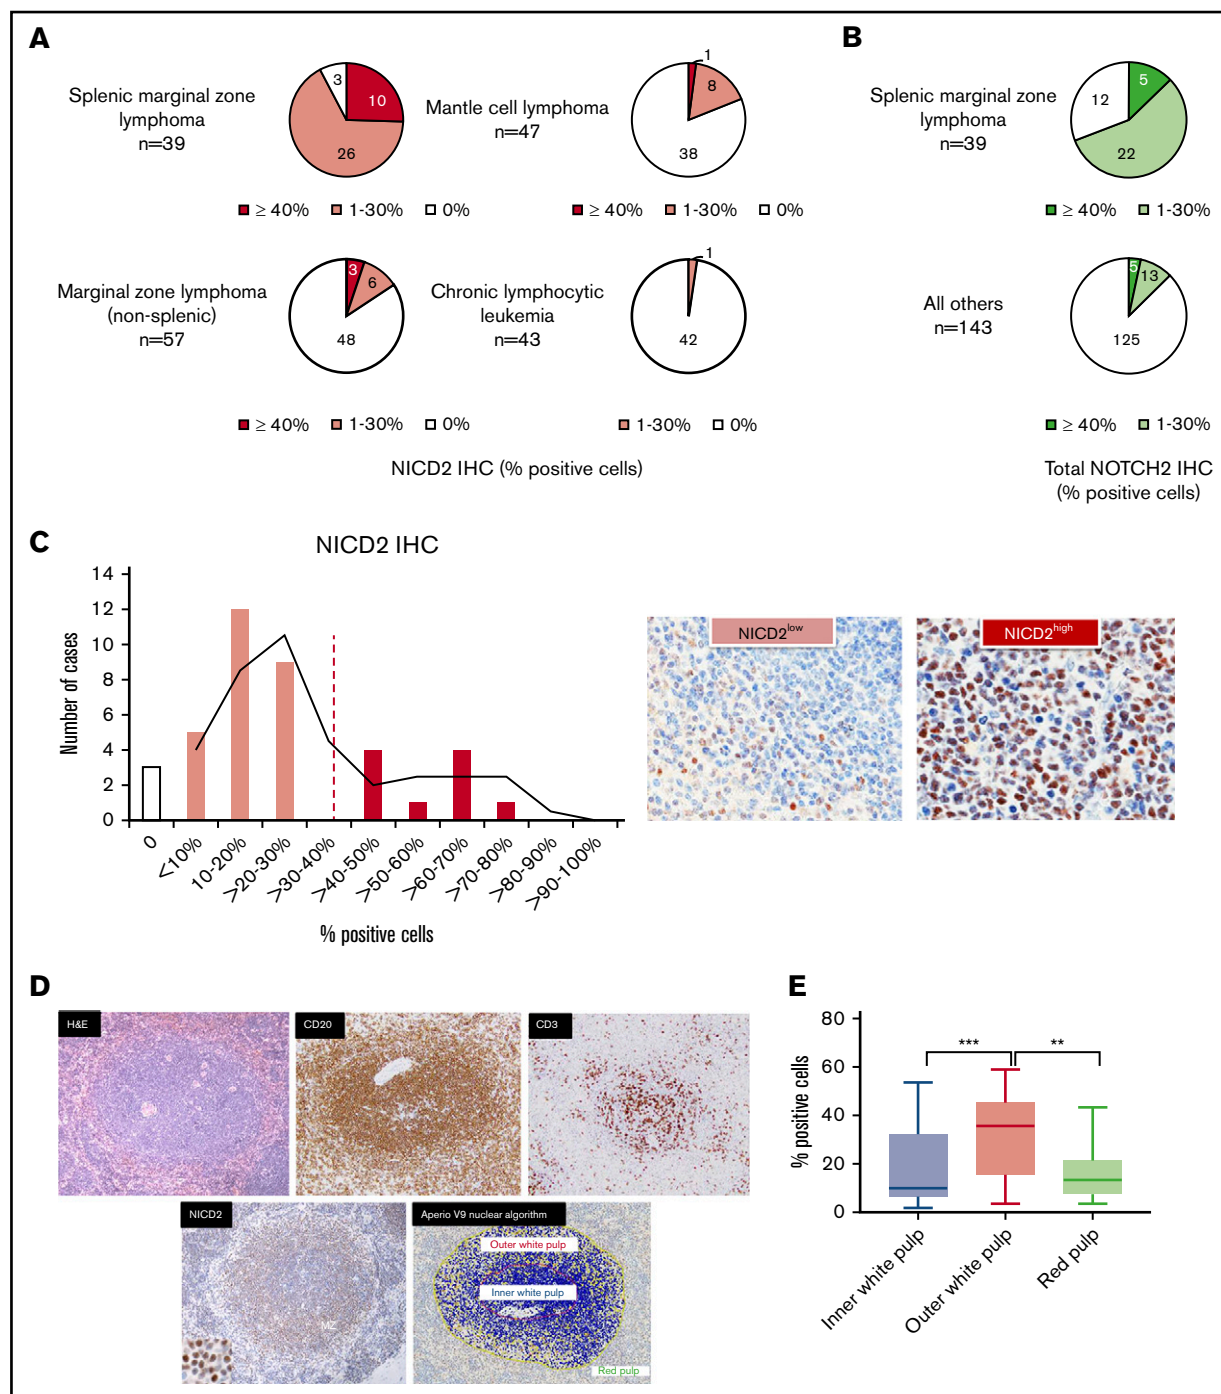 A
Splenic marginal zone
lymphoma
n=39
3
10
26
≥ 40% 1-30% 0%
Mantle cell lymphoma
n=47
1
8
38
≥ 40% 1-30% 0%
Marginal zone lymphoma
(non-splenic)
n=57
3
6
48
≥ 40% 1-30% 0%
Chronic lymphocytic
leukemia
n=43
1
42
1-30% 0%
NICD2 IHC (% positive cells)
B
Splenic marginal zone
lymphoma
n=39
5
12
22
≥ 40% 1-30%
All others
n=143
5
13
125
≥ 40% 1-30%
Total NOTCH2 IHC
(% positive cells)
C
NICD2 IHC
Number of cases
14
12
10
8
6
4
2
0
0
<10%
10-20%
>20-30%
>30-40%
>40-50%
>50-60%
>60-70%
>70-80%
>80-90%
>90-100%
% positive cells
NICD2low
NICD2high
D
H&E
CD20
CD3
NICD2
MZ
Aperio V9 nuclear algorithm
Outer white pulp
Inner white pulp
Red pulp
E
% positive cells
80
60
40
20
0
***
**
Inner white pulp
Outer white pulp
Red pulp